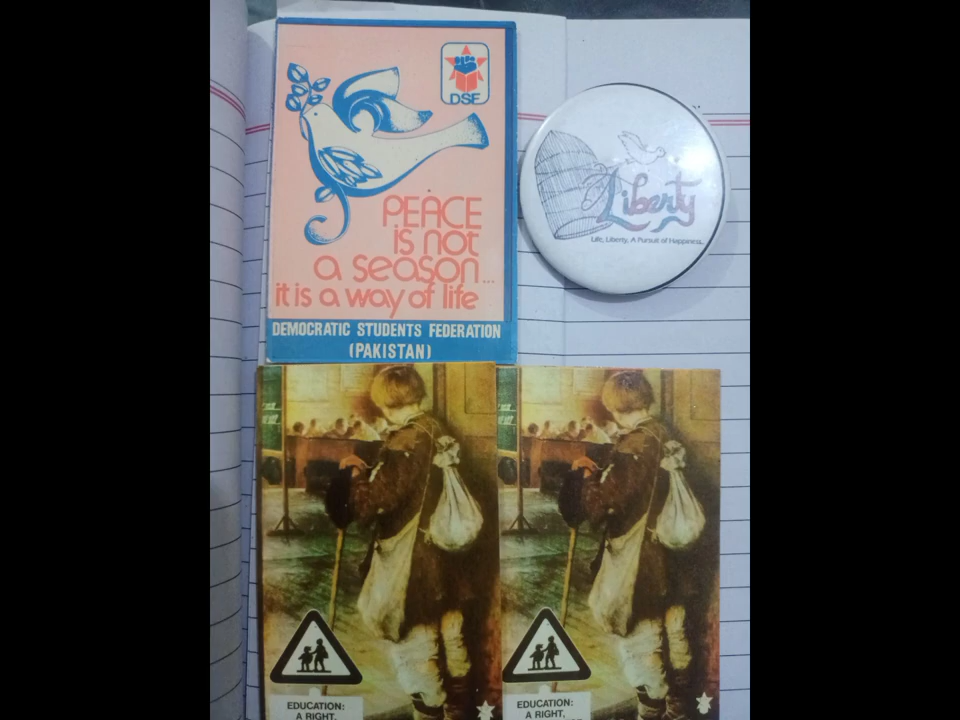 DSF
PEACE
is not
a season...
it is a way of life
DEMOCRATIC STUDENTS FEDERATION
(PAKISTAN)
Liberty
Life, Liberty, A Pursuit of Happiness..
EDUCATION:
A RIGHT,
EDUCATION:
A RIGHT,